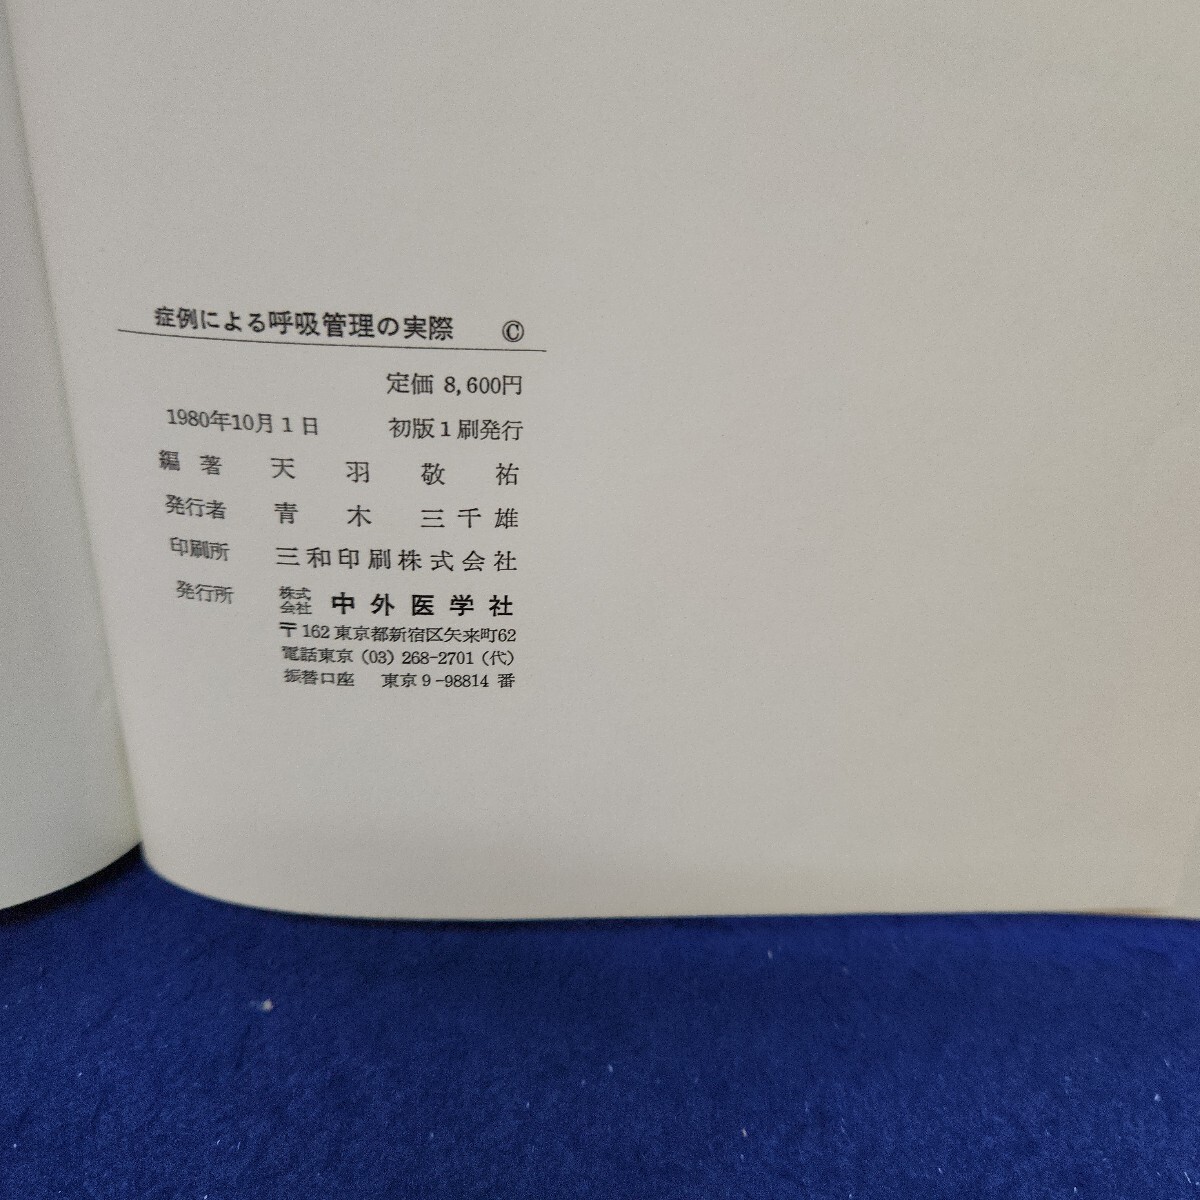 症例による呼吸管理の実際 ©
定価 8,600円
1980年10月1日 初版1刷発行
編著 天羽敬祐
発行者 青木三千雄
印刷所 三和印刷株式会社
発行所 株式会社 中外医学社
〒162 東京都新宿区矢来町62
電話東京 (03) 268-2701 (代)
振替口座 東京 9-98814 番